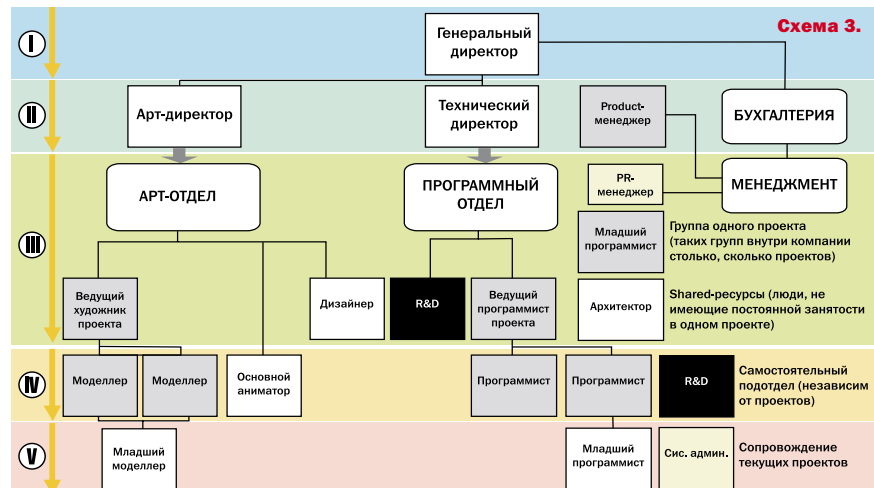 Схема 3.
I
Генеральный
директор
II
Арт-директор
Технический
директор
Product-
менеджер
БУХГАЛТЕРИЯ
III
АРТ-ОТДЕЛ
ПРОГРАММНЫЙ
ОТДЕЛ
PR-
менеджер
МЕНЕДЖМЕНТ
Младший
программист
Группа одного проекта
(таких групп внутри компании
столько, сколько проектов)
Ведущий
художник
проекта
Дизайнер
R&D
Ведущий
программист
проекта
Архитектор
Shared-ресурсы (люди, не
имеющие постоянной занятости
в одном проекте)
IV
Моделлер
Моделлер
Основной
аниматор
Программист
Программист
R&D
Самостоятельный
подотдел (независим
от проектов)
V
Младший
моделлер
Младший
программист
Сис. админ.
Сопровождение
текущих проектов